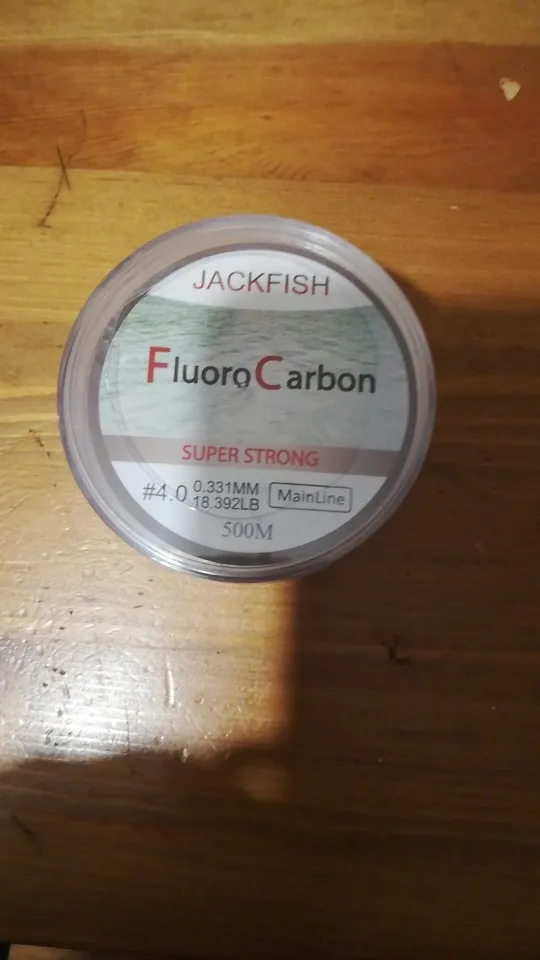 JACKFISH
FluoroCarbon
SUPER STRONG
#4.0 0.331MM
18.392LB
MainLine
500M